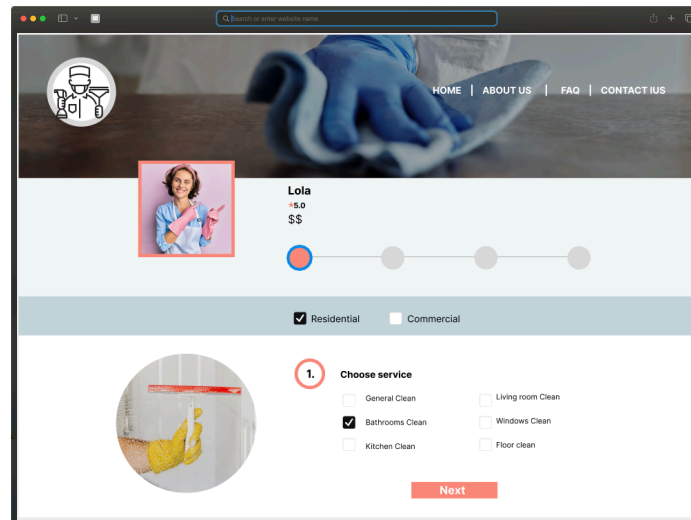 Search or enter website name
HOME | ABOUT US | FAQ | CONTACT IUS
Lola
*5.0
$$
Residential
Commercial
1. Choose service
General Clean
Living room Clean
Bathrooms Clean
Windows Clean
Kitchen Clean
Floor clean
Next